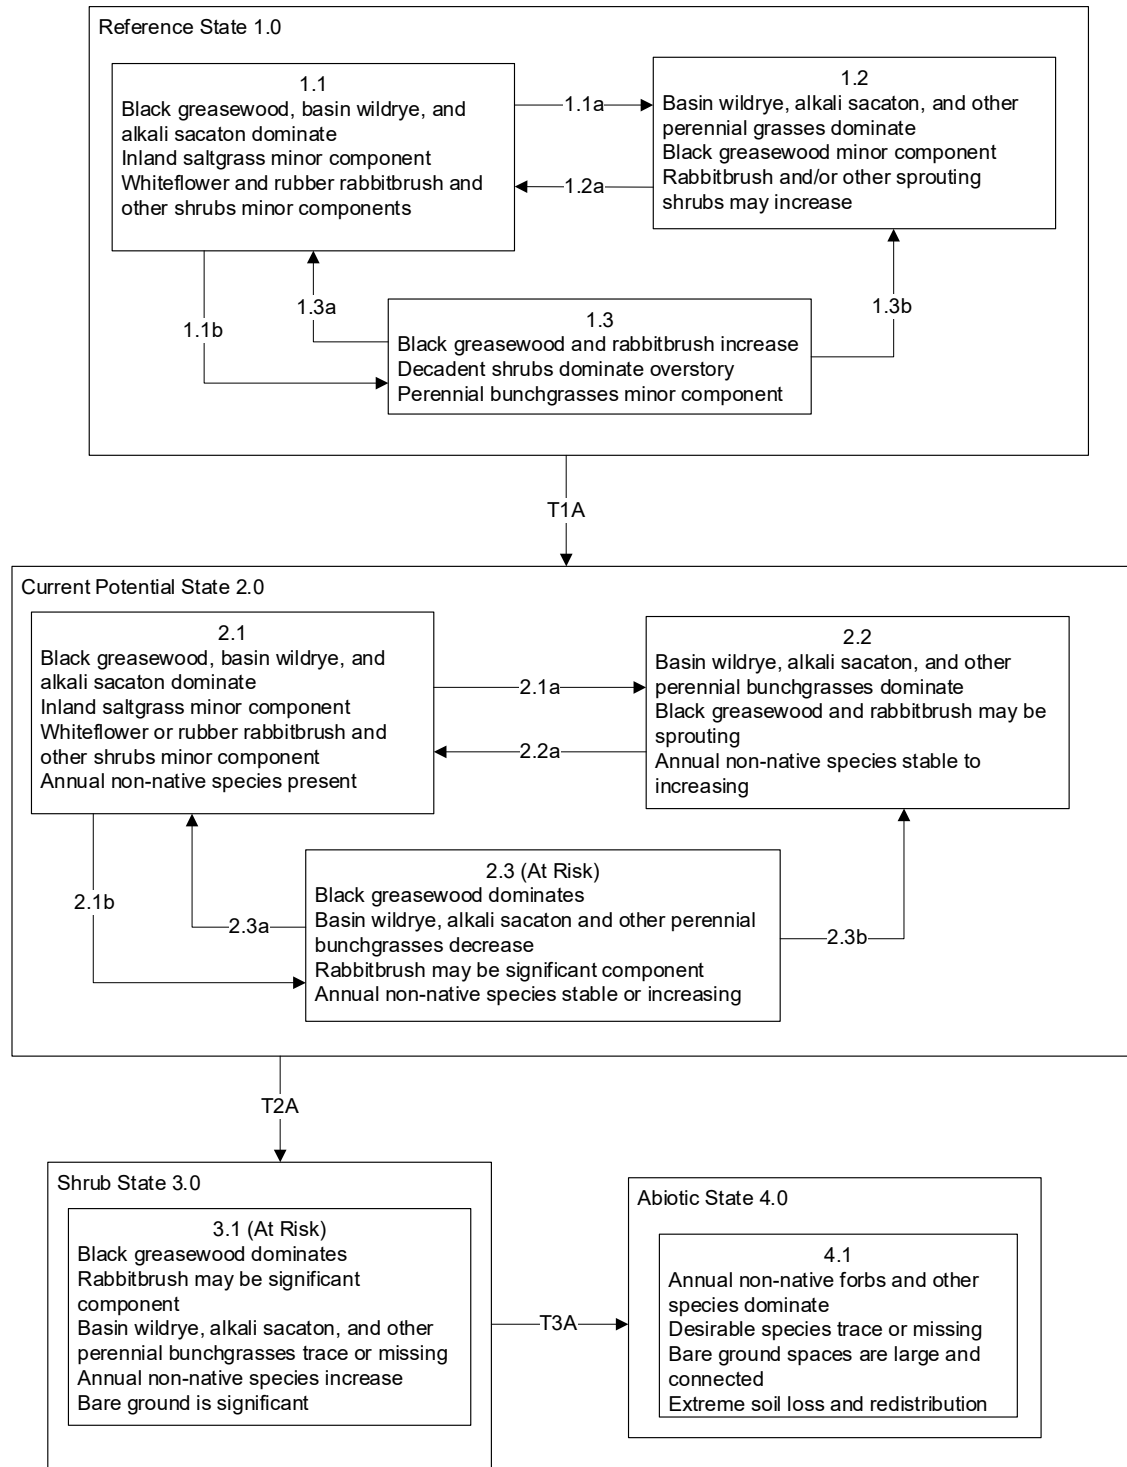 Reference State 1.0
1.1
Black greasewood, basin wildrye, and
alkali sacaton dominate
Inland saltgrass minor component
Whiteflower and rubber rabbitbrush and
other shrubs minor components
1.1a
1.2a
1.2
Basin wildrye, alkali sacaton, and other
perennial grasses dominate
Black greasewood minor component
Rabbitbrush and/or other sprouting
shrubs may increase
1.1b
1.3a
1.3
Black greasewood and rabbitbrush increase
Decadent shrubs dominate overstory
Perennial bunchgrasses minor component
1.3b
T1A
Current Potential State 2.0
2.1
Black greasewood, basin wildrye, and
alkali sacaton dominate
Inland saltgrass minor component
Whiteflower or rubber rabbitbrush and
other shrubs minor component
Annual non-native species present
2.1a
2.2a
2.2
Basin wildrye, alkali sacaton, and other
perennial bunchgrasses dominate
Black greasewood and rabbitbrush may be
sprouting
Annual non-native species stable to
increasing
2.1b
2.3a
2.3 (At Risk)
Black greasewood dominates
Basin wildrye, alkali sacaton and other perennial
bunchgrasses decrease
Rabbitbrush may be significant component
Annual non-native species stable or increasing
2.3b
T2A
Shrub State 3.0
3.1 (At Risk)
Black greasewood dominates
Rabbitbrush may be significant
component
Basin wildrye, alkali sacaton, and other
perennial bunchgrasses trace or missing
Annual non-native species increase
Bare ground is significant
T3A
Abiotic State 4.0
4.1
Annual non-native forbs and other
species dominate
Desirable species trace or missing
Bare ground spaces are large and
connected
Extreme soil loss and redistribution